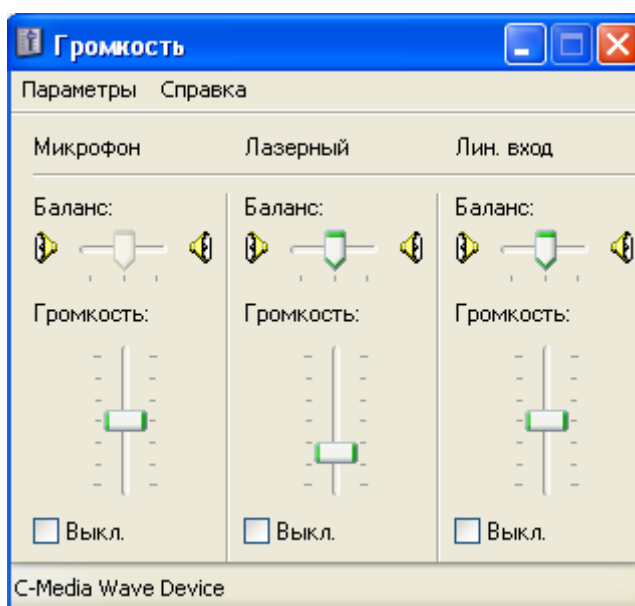 Громкость
Параметры Справка
Микрофон Лазерный Лин. вход
Баланс: Баланс: Баланс:
Громкость: Громкость: Громкость:
Выкл. Выкл. Выкл.
C-Media Wave Device